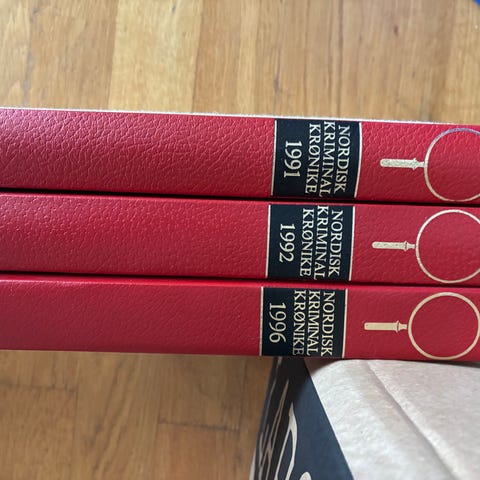 NORDISK
KRIMINAL
KRØNIKE
1991
NORDISK
KRIMINAL
KRØNIKE
1992
NORDISK
KRIMINAL
KRØNIKE
1996